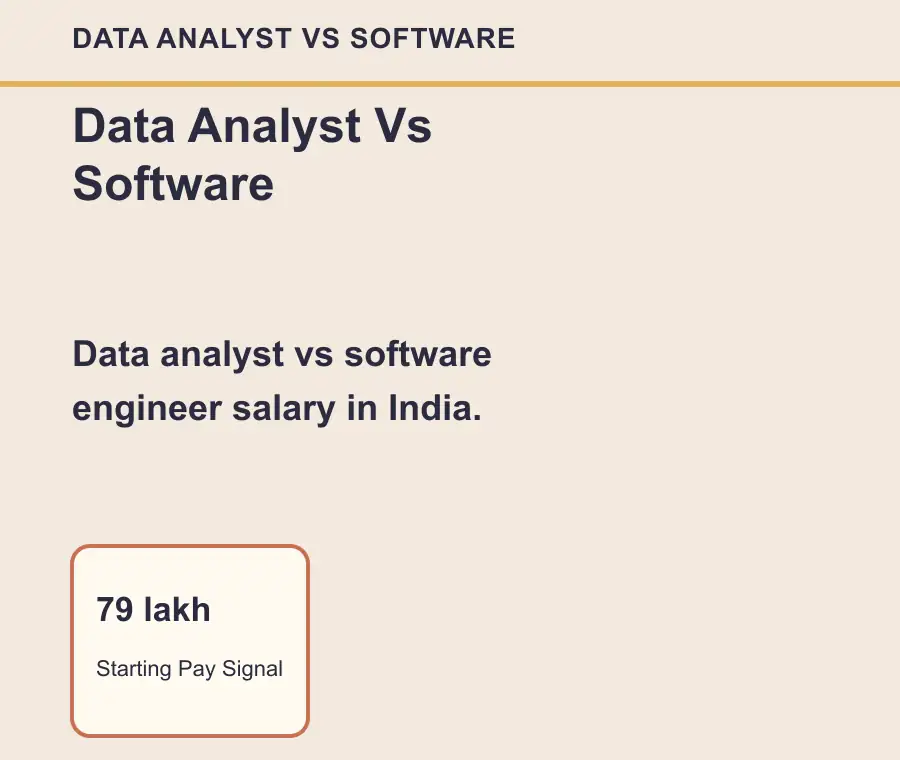 DATA ANALYST VS SOFTWARE
Data Analyst Vs
Software
Data analyst vs software
engineer salary in India.
79 lakh
Starting Pay Signal